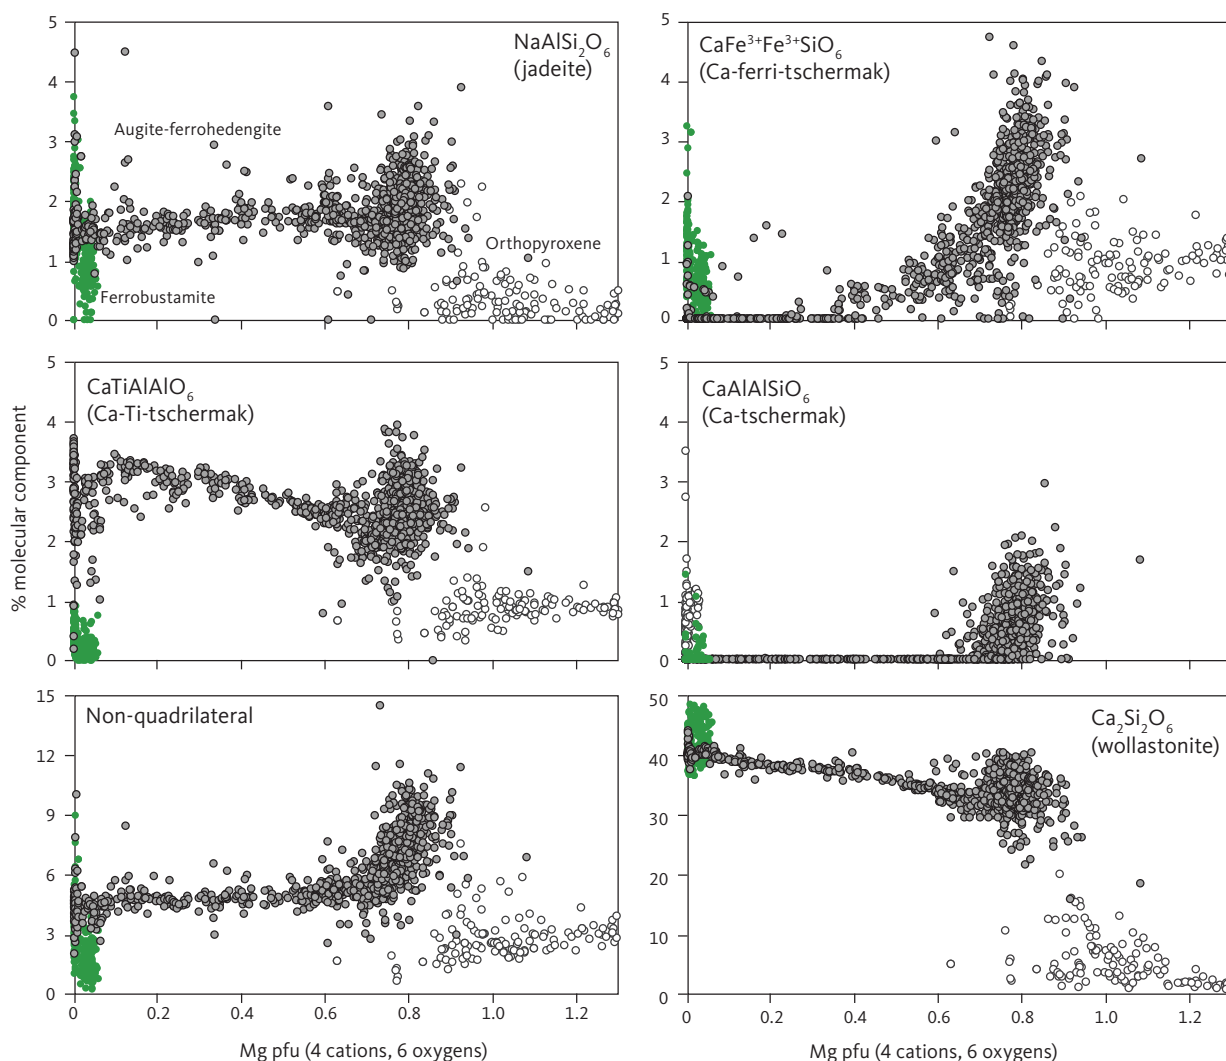 NaAlSi₂O₆
(jadeite)
Augite-ferrohedengite
Orthopyroxene
Ferrobustamite
5
4
3
2
1
0
CaFe³⁺Fe³⁺SiO₆
(Ca-ferri-tschermak)
5
4
3
2
1
0
CaTiAlAlO₆
(Ca-Ti-tschermak)
5
4
3
2
1
0
CaAlAlSiO₆
(Ca-tschermak)
5
4
3
2
1
0
% molecular component
Non-quadrilateral
15
12
9
6
3
0
0 0.2 0.4 0.6 0.8 1.0 1.2
Mg pfu (4 cations, 6 oxygens)
Ca₂Si₂O₆
(wollastonite)
50
40
30
20
10
0
0 0.2 0.4 0.6 0.8 1.0 1.2
Mg pfu (4 cations, 6 oxygens)